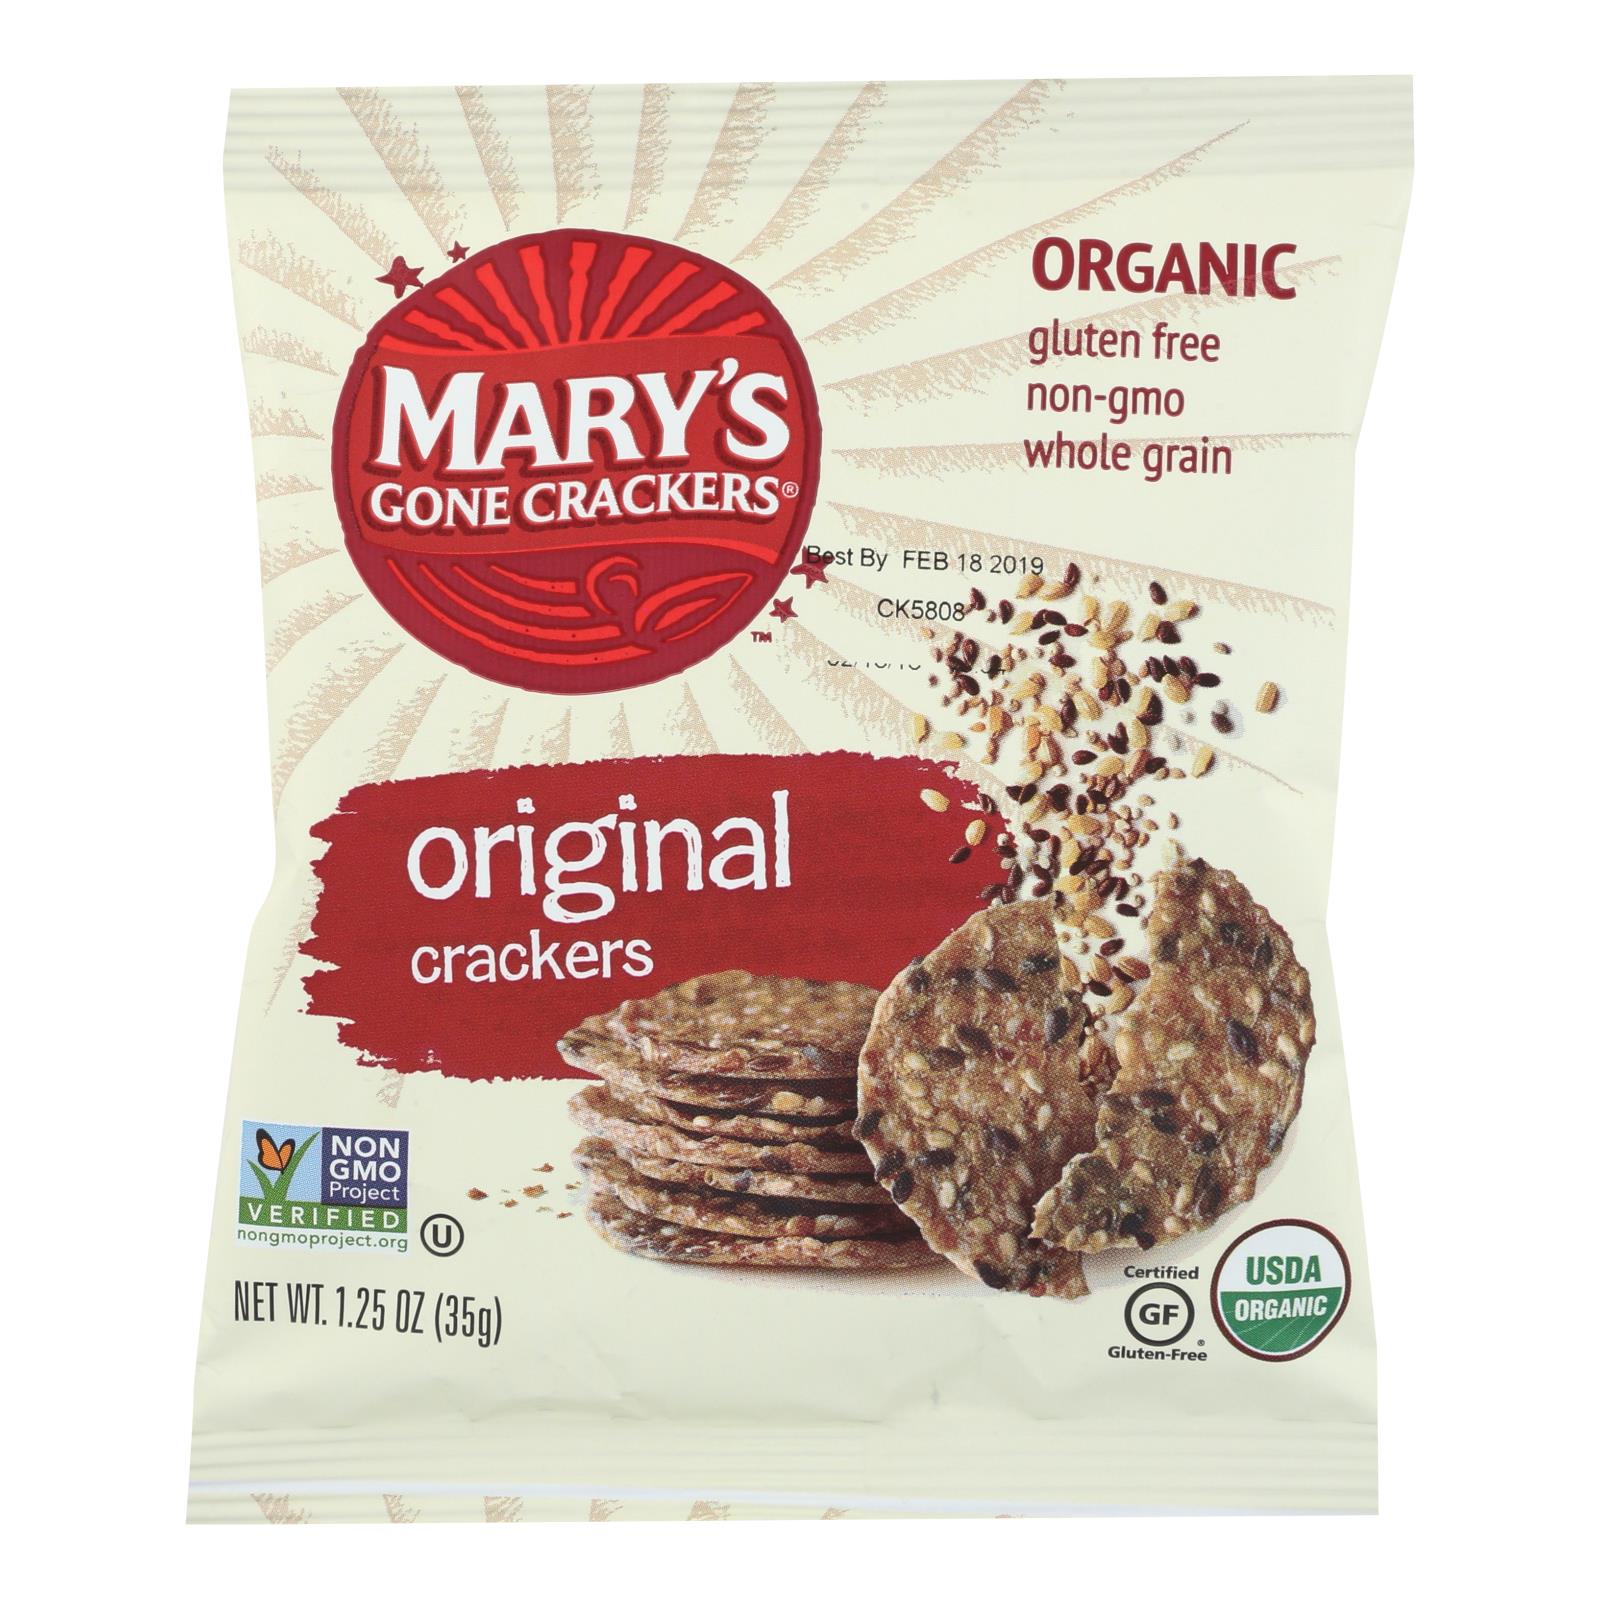 MARY'S
GONE CRACKERS®
TM
ORGANIC
gluten free
non-gmo
whole grain
Best By FEB 18 2019
CK5808
original
crackers
NON
GMO
Project
VERIFIED
nongmoproject.org
U
NET WT. 1.25 OZ (35g)
Certified
GF
®
Gluten-Free
USDA
ORGANIC